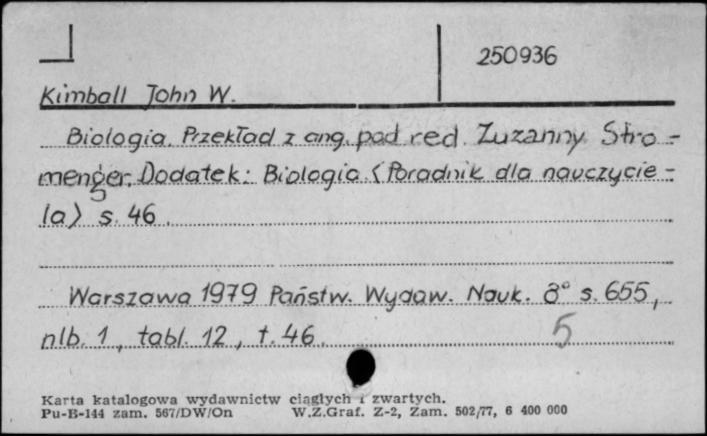 250936
Kimball John W.
Biologia. Przekład z ang. pod red. Zuzanny Stro-
menger. Dodatek: Biologia <Poradnik dla nauczycie-
la> s. 46
Warszawa 1979 Państw. Wydaw. Nauk. 8° s. 655,
nlb. 1, tabl. 12, t. 46.
5
Karta katalogowa wydawnictw ciągłych i zwartych.
Pu-B-144 zam. 567/DW/On W.Z.Graf. Z-2, Zam. 502/77, 6 400 000